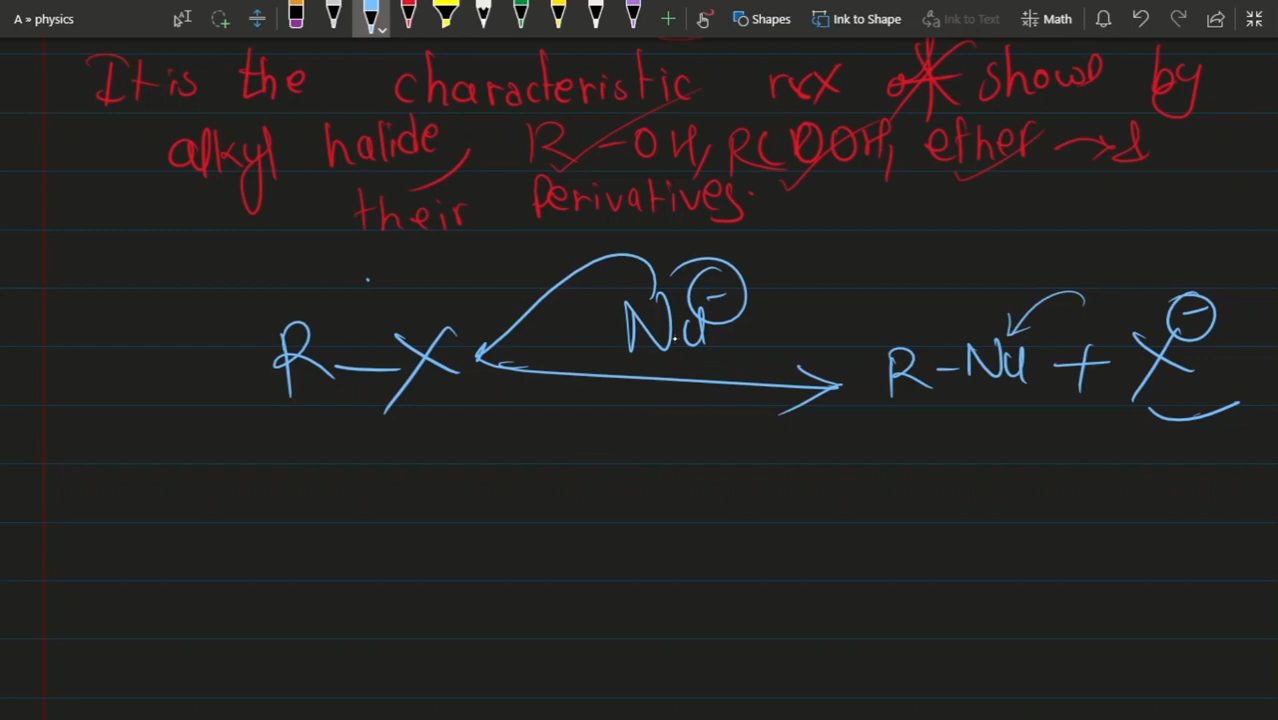 A » physics
Shapes Ink to Shape Ink to Text Math
It is the characteristic rxx shows by
alkyl halide, R-OH, RCOOH, ether →
their Derivatives.
Nu⊖
R-X → R-Nu + X⊖